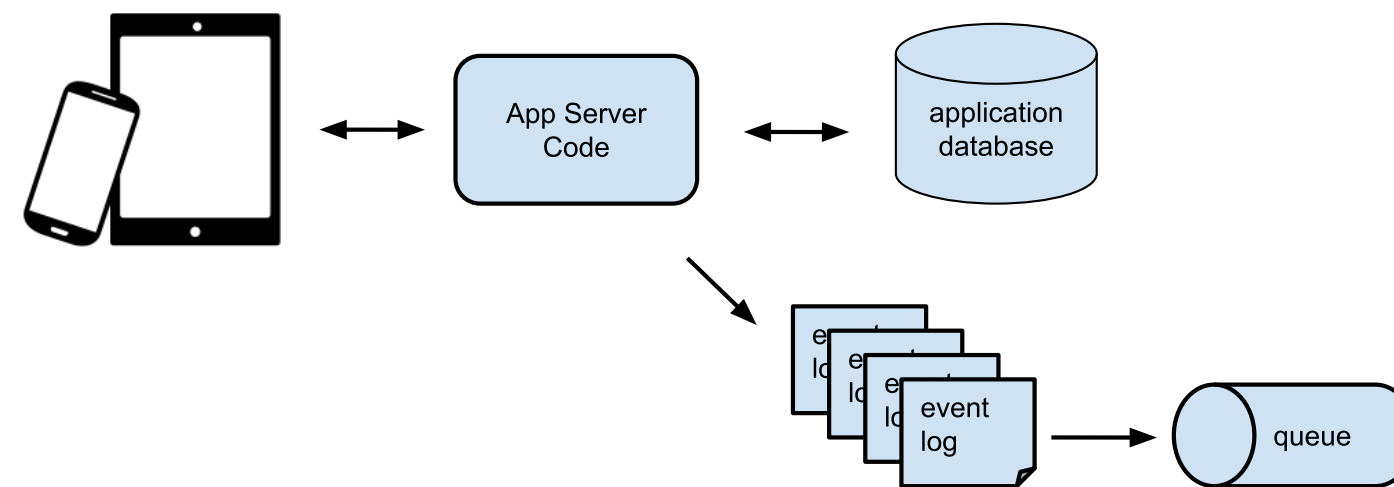 App Server
Code
application
database
event
log
queue